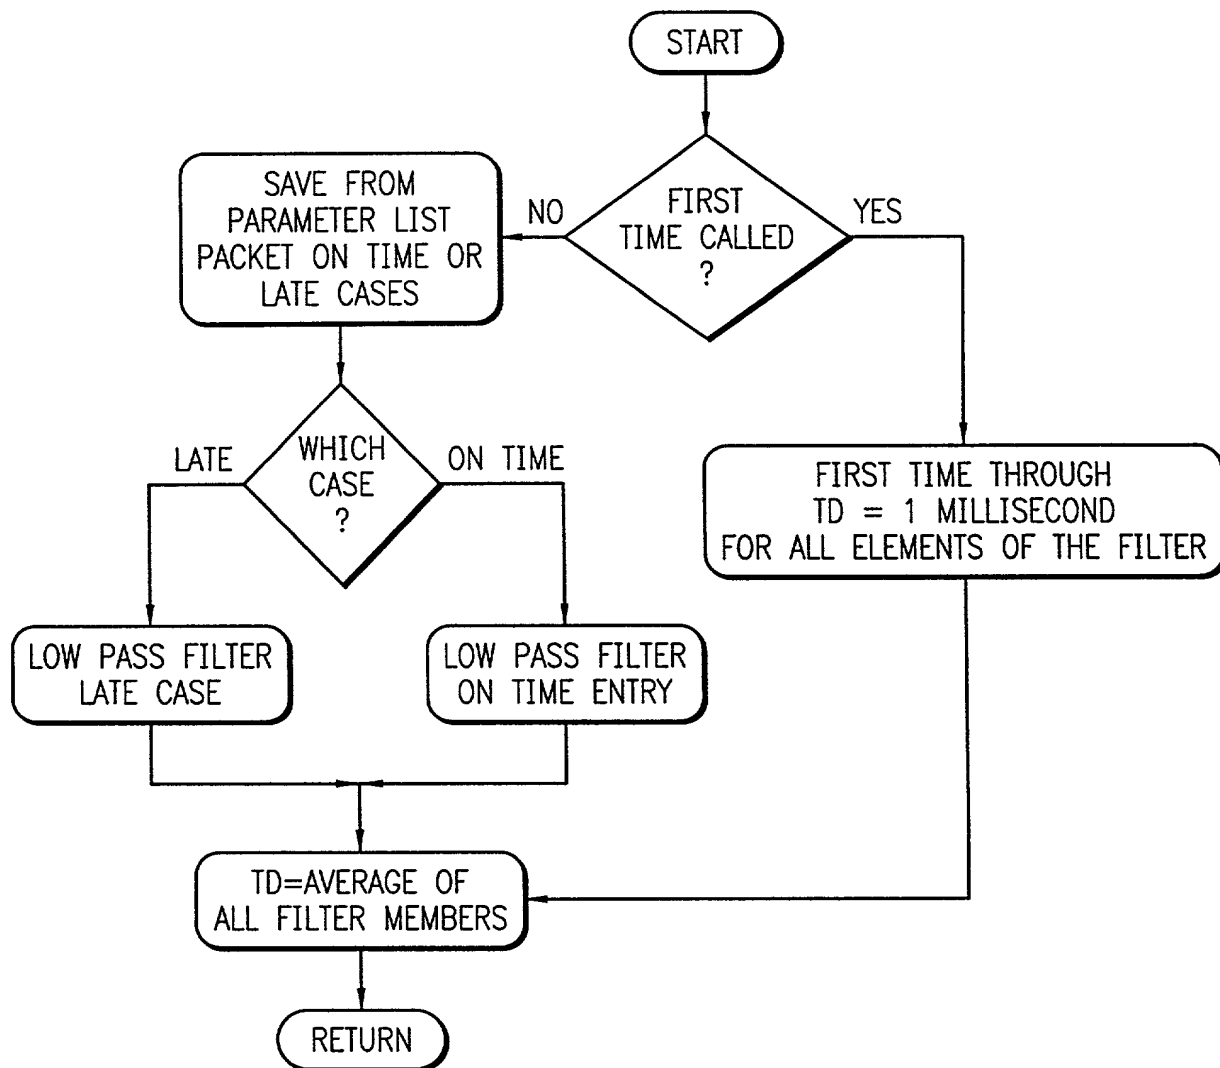 START
FIRST
TIME CALLED
?
NO
YES
SAVE FROM
PARAMETER LIST
PACKET ON TIME OR
LATE CASES
WHICH
CASE
?
LATE
ON TIME
FIRST TIME THROUGH
TD = 1 MILLISECOND
FOR ALL ELEMENTS OF THE FILTER
LOW PASS FILTER
LATE CASE
LOW PASS FILTER
ON TIME ENTRY
TD=AVERAGE OF
ALL FILTER MEMBERS
RETURN